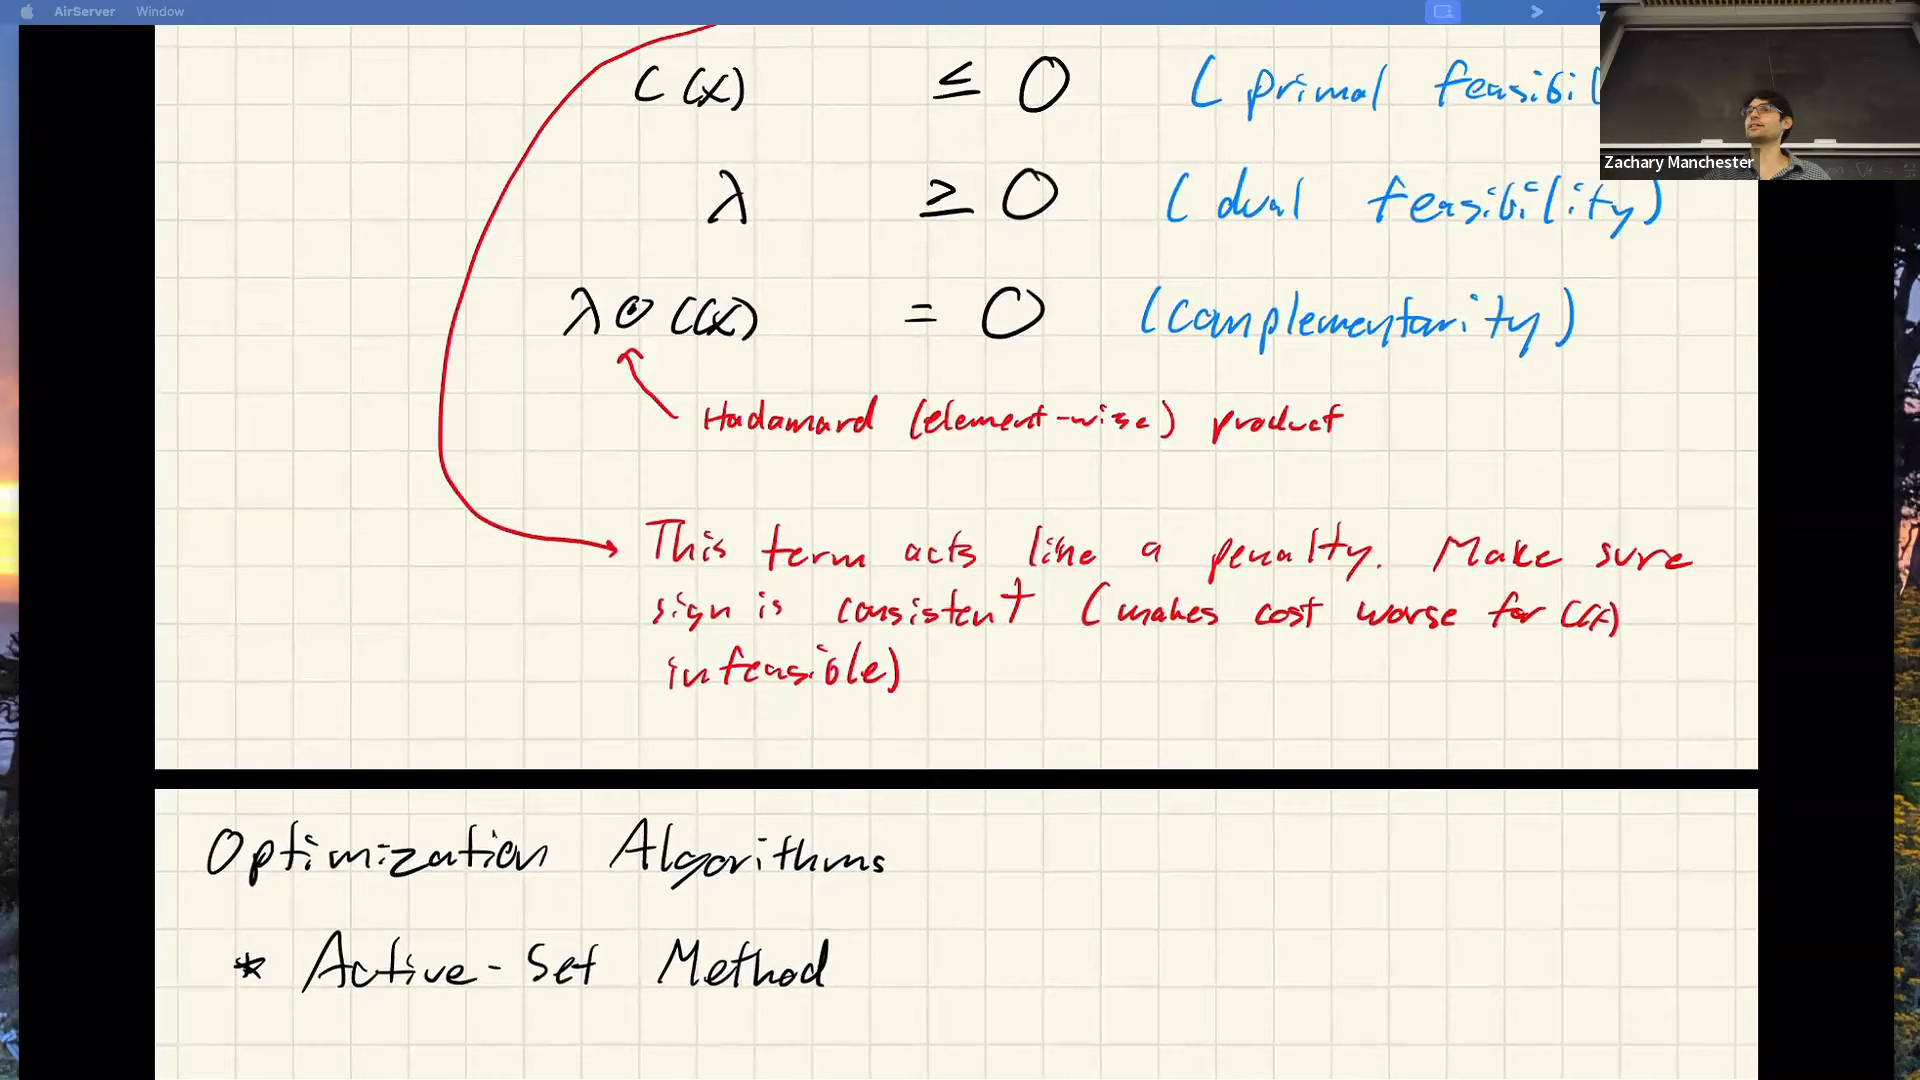 AirServer Window
C(x) ≤ 0 (primal feasibil
Zachary Manchester
λ ≥ 0 (dual feasibility)
λ ⊙ C(x) = 0 (complementarity)
Hadamard (element-wise) product
This term acts like a penalty. Make sure
sign is consistent (makes cost worse for C(x)
infeasible)
Optimization Algorithms
* Active-Set Method